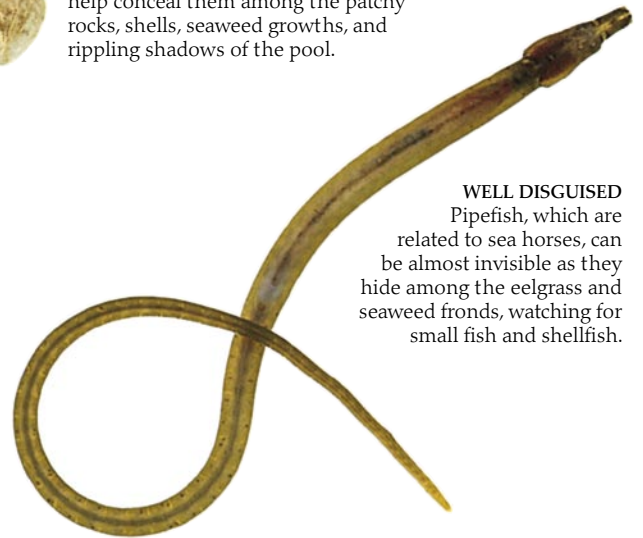 help conceal them among the patchy
rocks, shells, seaweed growths, and
rippling shadows of the pool.
WELL DISGUISED
Pipefish, which are
related to sea horses, can
be almost invisible as they
hide among the eelgrass and
seaweed fronds, watching for
small fish and shellfish.